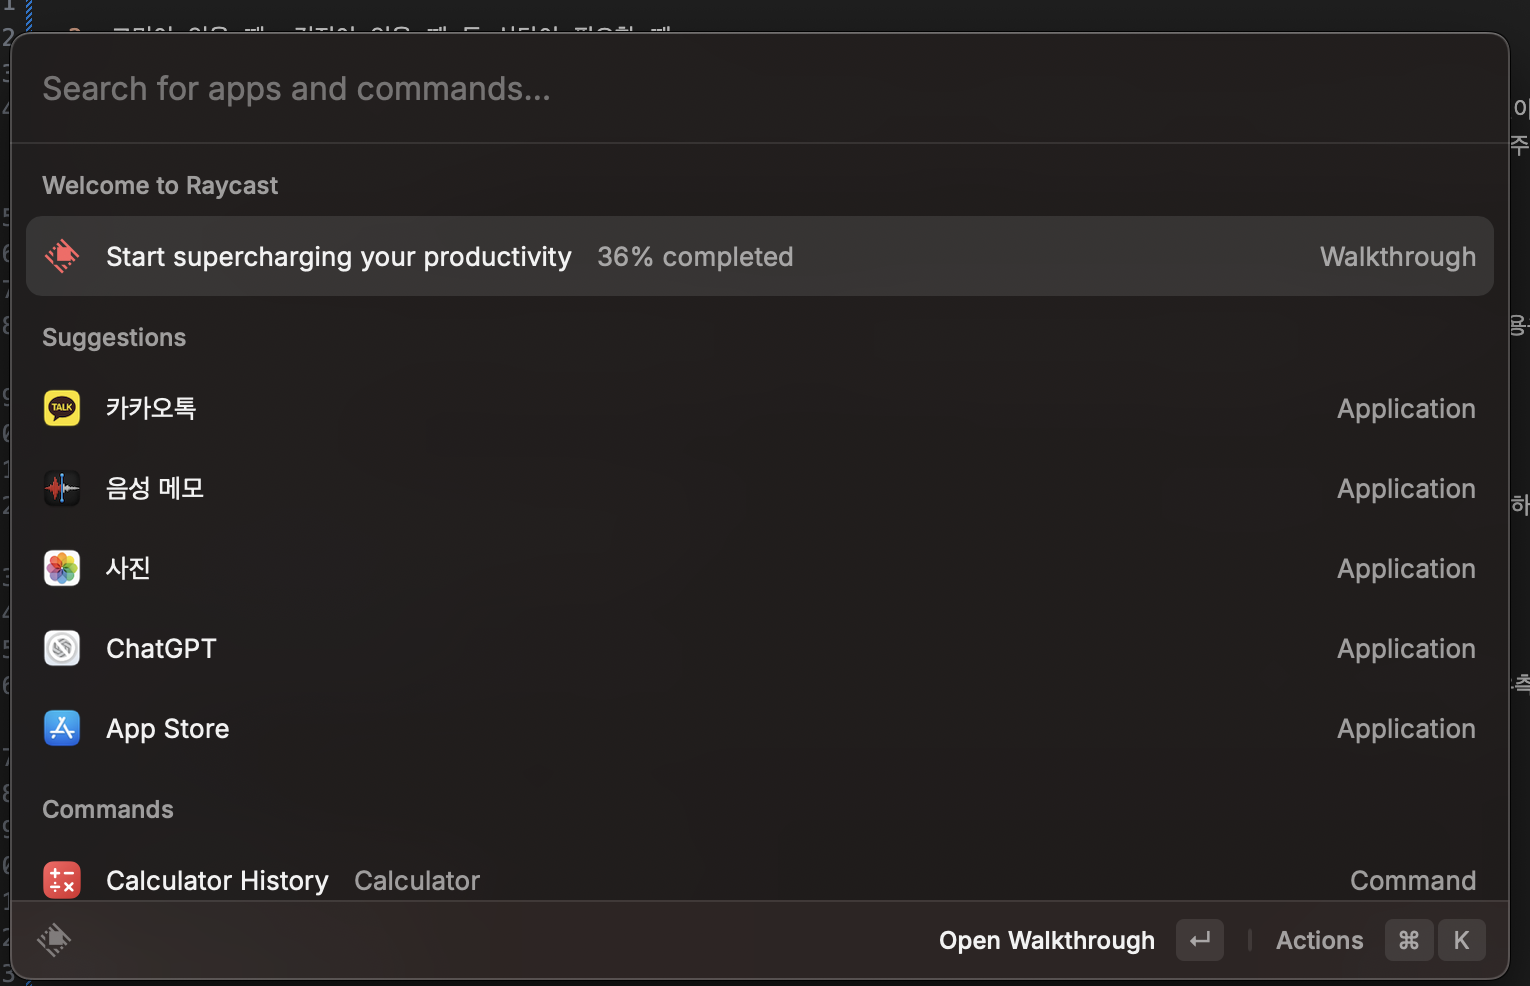 Search for apps and commands...
Welcome to Raycast
Start supercharging your productivity 36% completed Walkthrough
Suggestions
TALK
카카오톡 Application
음성 메모 Application
사진 Application
ChatGPT Application
App Store Application
Commands
Calculator History Calculator Command
Open Walkthrough Actions ⌘ K